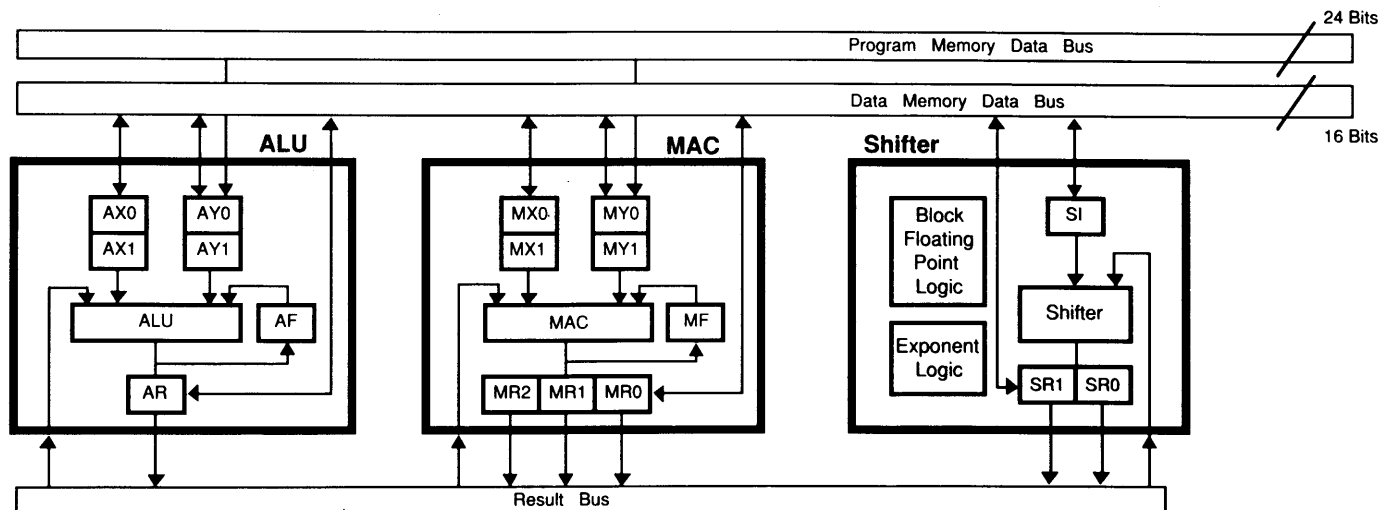 24 Bits
Program Memory Data Bus
Data Memory Data Bus
16 Bits
ALU
MAC
Shifter
AX0
AX1
AY0
AY1
ALU
AF
AR
MX0
MX1
MY0
MY1
MAC
MF
MR2
MR1
MR0
Block
Floating
Point
Logic
Exponent
Logic
SI
Shifter
SR1
SR0
Result Bus